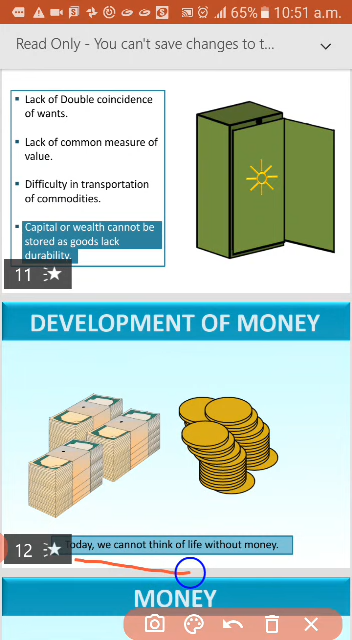 65% 10:51 a.m.
Read Only - You can't save changes to t...
▪ Lack of Double coincidence
of wants.
▪ Lack of common measure of
value.
▪ Difficulty in transportation
of commodities.
▪ Capital or wealth cannot be
stored as goods lack
durability.
11
DEVELOPMENT OF MONEY
12
Today, we cannot think of life without money.
MONEY